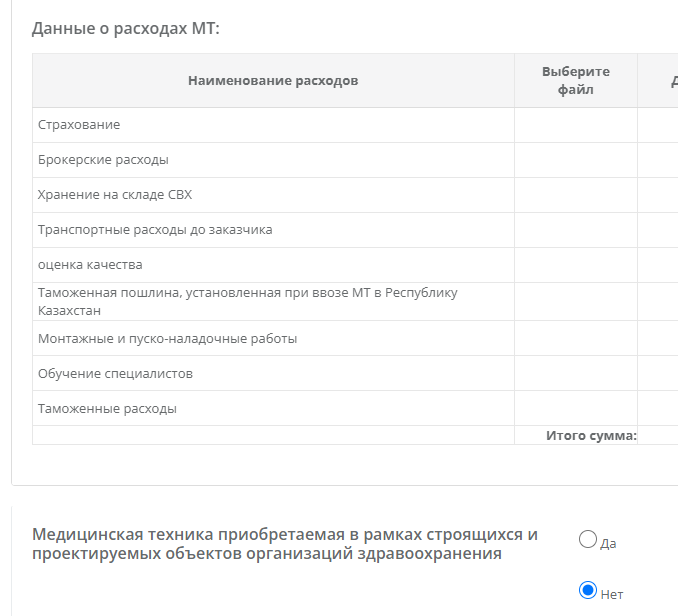 Данные о расходах МТ:
Наименование расходов
Выберите
файл
Страхование
Брокерские расходы
Хранение на складе СВХ
Транспортные расходы до заказчика
оценка качества
Таможенная пошлина, установленная при ввозе МТ в Республику
Казахстан
Монтажные и пуско-наладочные работы
Обучение специалистов
Таможенные расходы
Итого сумма:
Медицинская техника приобретаемая в рамках строящихся и
проектируемых объектов организаций здравоохранения
Да
Нет